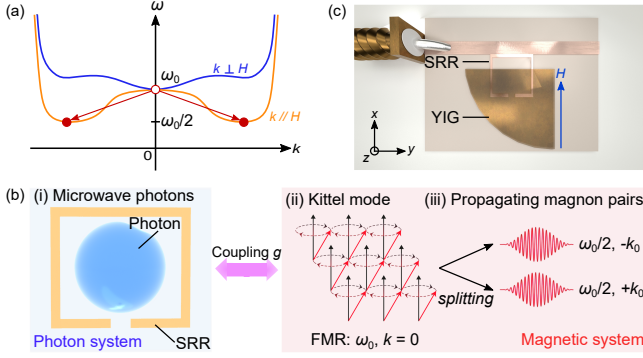 (a)
ω
ω₀
k⊥H
k // H
ω₀/2
0
k
(c)
SRR
H
YIG
x
z
y
(b)
(i) Microwave photons
Photon
Photon system
SRR
Coupling g
(ii) Kittel mode
(iii) Propagating magnon pairs
splitting
ω₀/2, -k₀
ω₀/2, +k₀
FMR: ω₀, k = 0
Magnetic system